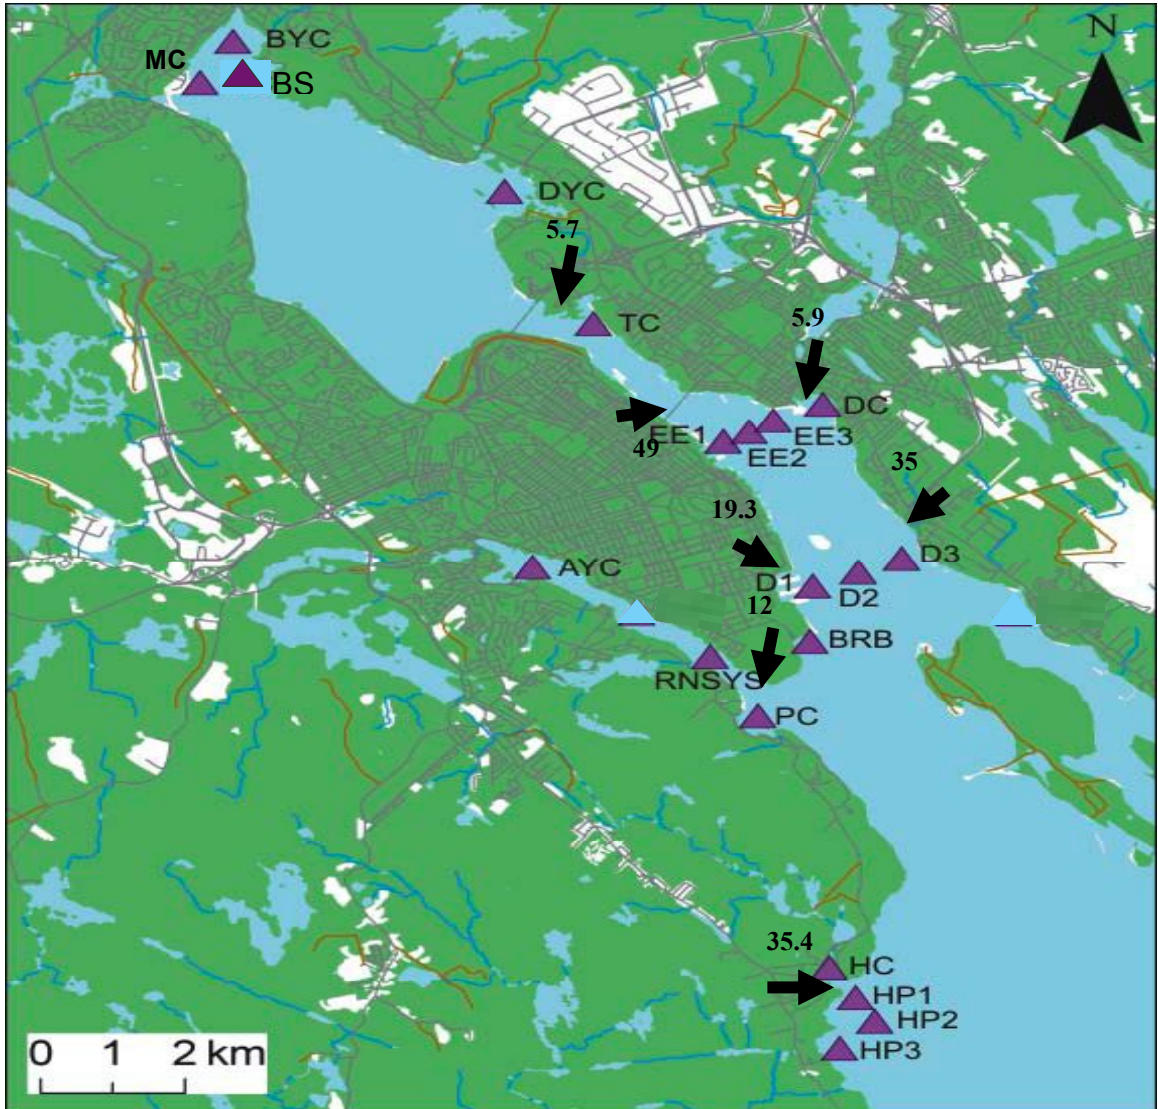 N
BYC
MC
BS
DYC
5.7
TC
5.9
DC
EE1
EE3
49
EE2
35
19.3
D3
AYC
D1
D2
12
BRB
RNSYS
PC
35.4
HC
HP1
HP2
HP3
0 1 2 km